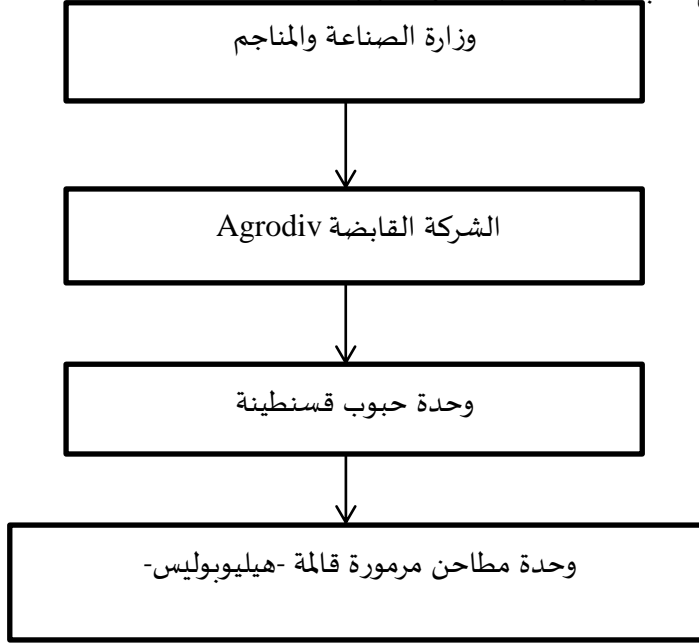 وزارة الصناعة والمناجم
الشركة القابضة Agrodiv
وحدة حبوب قسنطينة
وحدة مطاحن مرمورة قالمة -هيليوبوليس-